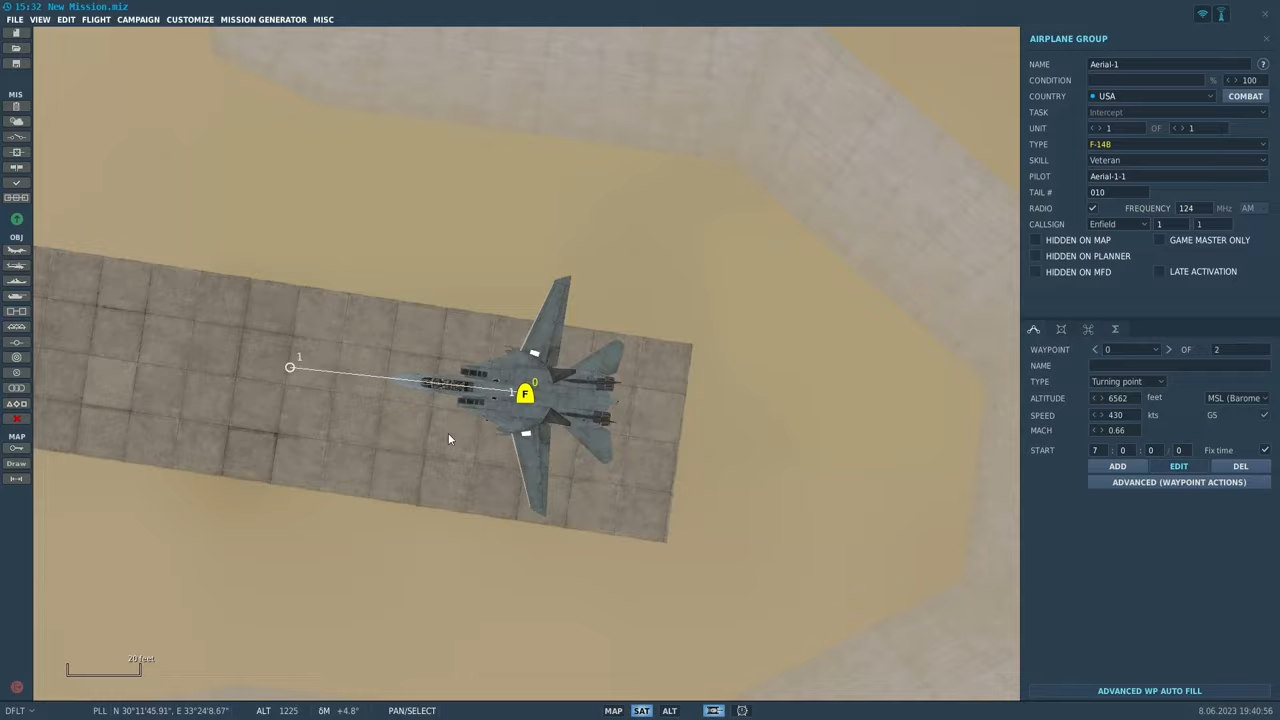 15:32 New Mission.miz
FILE VIEW EDIT FLIGHT CAMPAIGN CUSTOMIZE MISSION GENERATOR MISC
MIS
OBJ
MAP
Draw
1
0
1
F
20 feet
AIRPLANE GROUP
NAME Aerial-1 ?
CONDITION % < > 100
COUNTRY USA COMBAT
TASK Intercept
UNIT < > 1 OF < > 1
TYPE F-14B
SKILL Veteran
PILOT Aerial-1-1
TAIL # 010
RADIO FREQUENCY 124 MHz AM
CALLSIGN Enfield 1 1
HIDDEN ON MAP GAME MASTER ONLY
HIDDEN ON PLANNER
HIDDEN ON MFD LATE ACTIVATION
WAYPOINT < 0 > OF 2
NAME
TYPE Turning point
ALTITUDE < > 6562 feet MSL (Barome
SPEED < > 430 kts GS
MACH < > 0.66
START 7 : 0 : 0 / 0 Fix time
ADD EDIT DEL
ADVANCED (WAYPOINT ACTIONS)
ADVANCED WP AUTO FILL
DFLT PLL N 30°11'45.91", E 33°24'8.67" ALT 1225 δM +4.8° PAN/SELECT MAP SAT ALT 8.06.2023 19:40:56